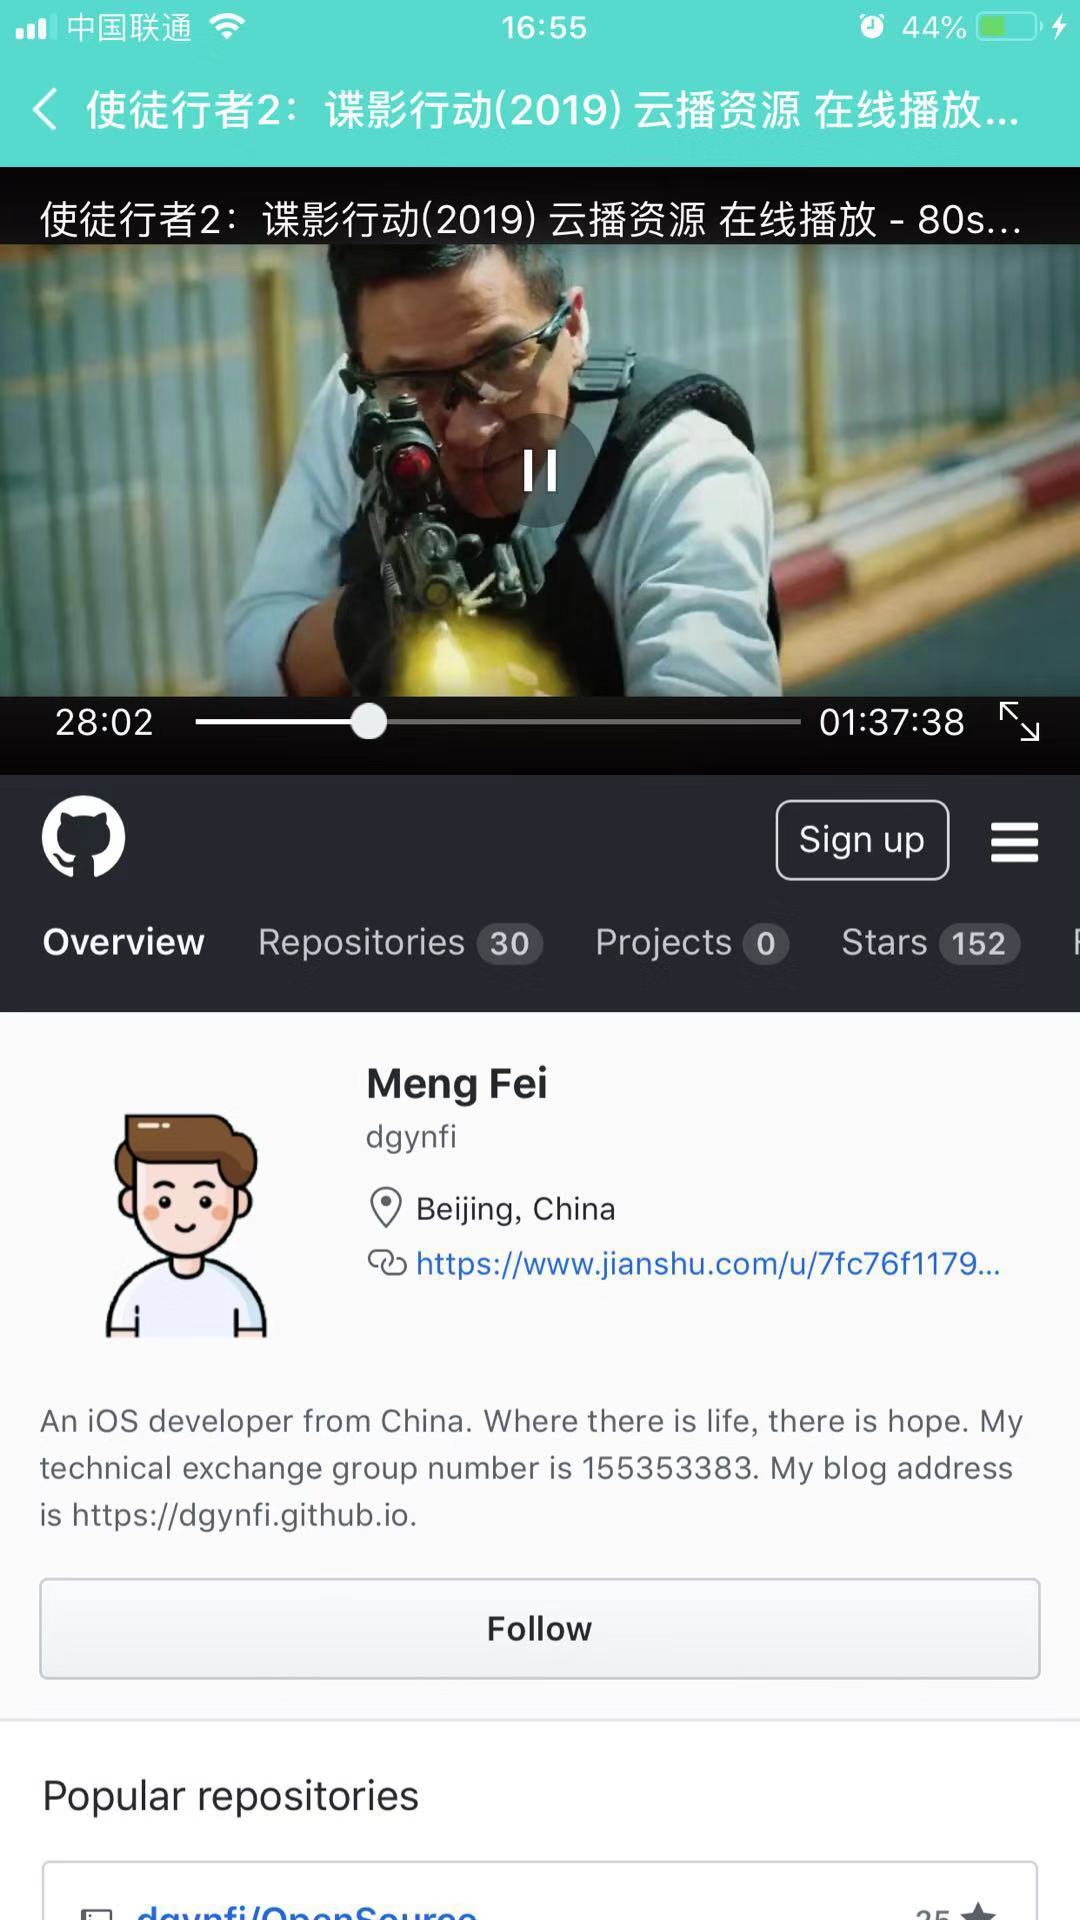 中国联通 16:55 44%
使徒行者2：谍影行动(2019) 云播资源 在线播放...
使徒行者2：谍影行动(2019) 云播资源 在线播放 - 80s...
28:02 01:37:38
Sign up
Overview Repositories 30 Projects 0 Stars 152
Meng Fei
dgynfi
Beijing, China
https://www.jianshu.com/u/7fc76f1179...
An iOS developer from China. Where there is life, there is hope. My
technical exchange group number is 155353383. My blog address
is https://dgynfi.github.io.
Follow
Popular repositories
dgynfi/OpenSource 25